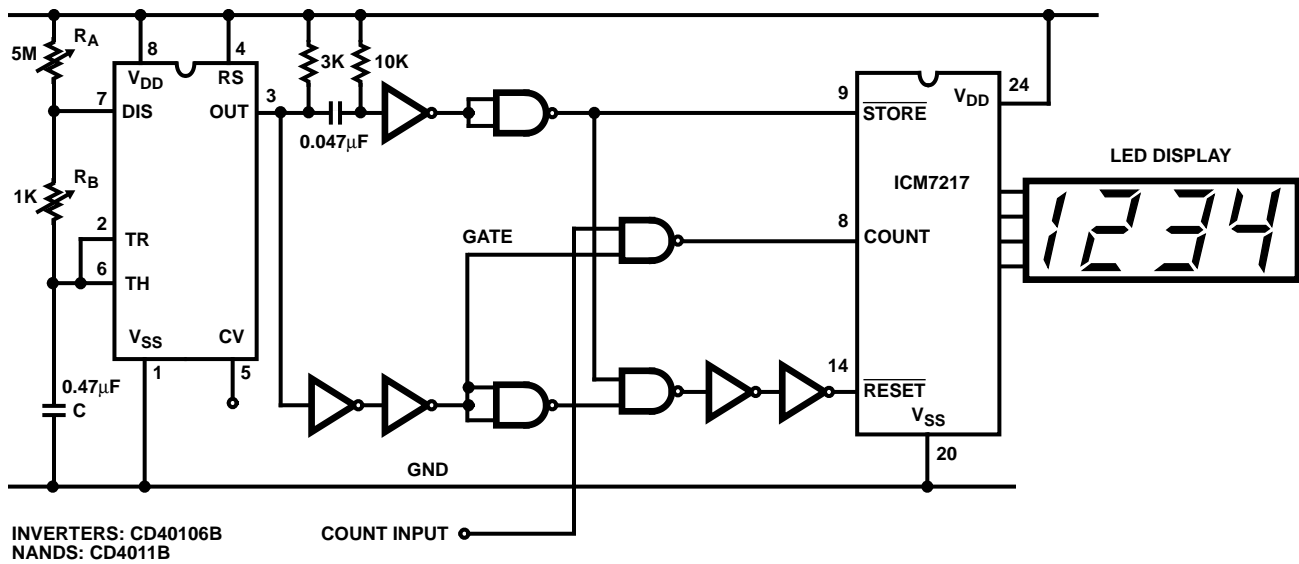 5M
RA
8
4
VDD
RS
7
DIS
OUT
3
3K
10K
0.047μF
1K
RB
2
TR
6
TH
VSS
CV
1
5
0.47μF
C
GATE
GND
9
STORE
VDD
24
ICM7217
8
COUNT
14
RESET
VSS
20
LED DISPLAY
1234
INVERTERS: CD40106B
NANDS: CD4011B
COUNT INPUT